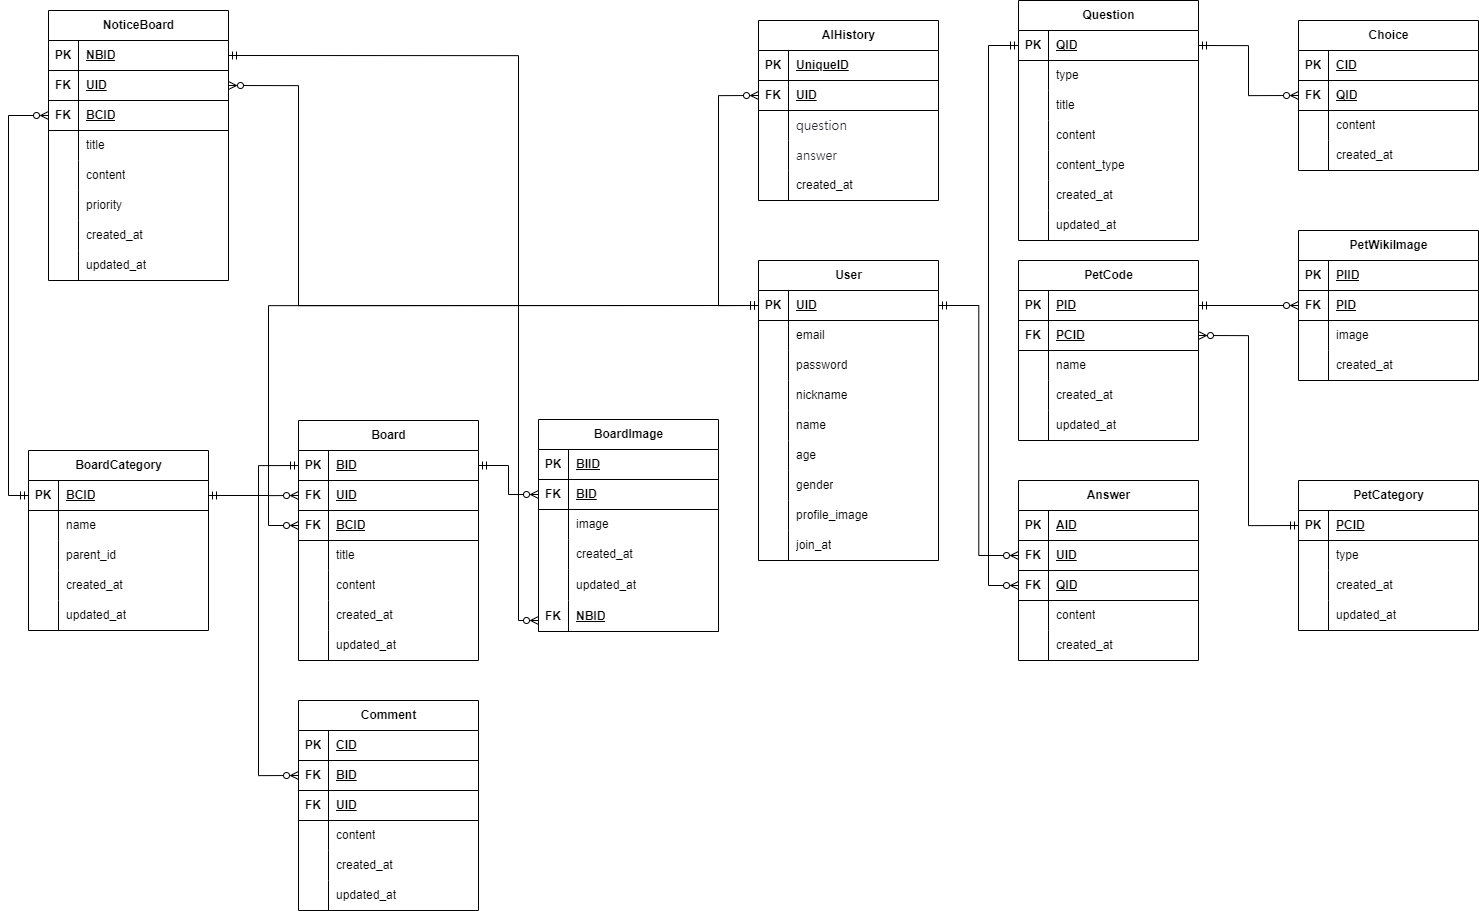 NoticeBoard
PK NBID
FK UID
FK BCID
title
content
priority
created_at
updated_at
AIHistory
PK UniqueID
FK UID
question
answer
created_at
Question
PK QID
type
title
content
content_type
created_at
updated_at
Choice
PK CID
FK QID
content
created_at
User
PK UID
email
password
nickname
name
age
gender
profile_image
join_at
PetCode
PK PID
FK PCID
name
created_at
updated_at
PetWikiImage
PK PIID
FK PID
image
created_at
BoardCategory
PK BCID
name
parent_id
created_at
updated_at
Board
PK BID
FK UID
FK BCID
title
content
created_at
updated_at
BoardImage
PK BIID
FK BID
image
created_at
updated_at
FK NBID
Answer
PK AID
FK UID
FK QID
content
created_at
PetCategory
PK PCID
type
created_at
updated_at
Comment
PK CID
FK BID
FK UID
content
created_at
updated_at